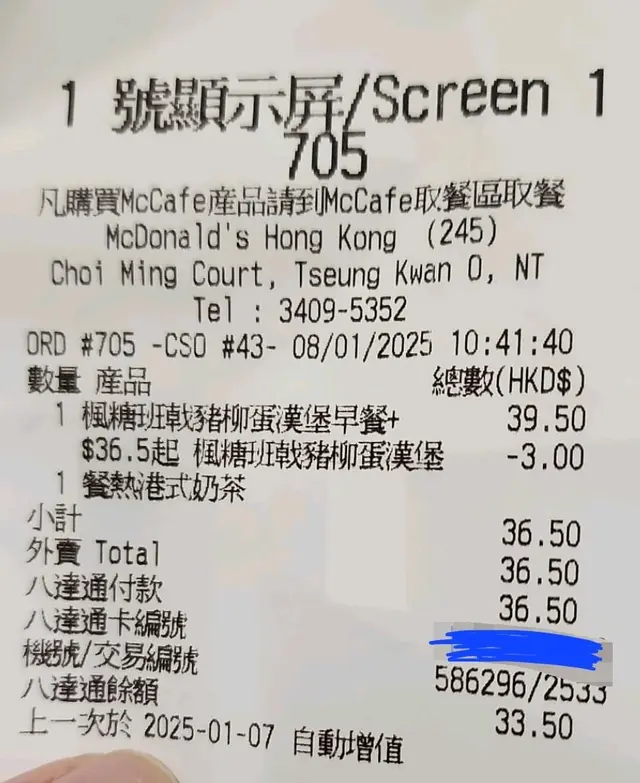 1 號顯示屏/Screen 1
705
凡購買McCafe產品請到McCafe取餐區取餐
McDonald's Hong Kong (245)
Choi Ming Court, Tseung Kwan O, NT
Tel : 3409-5352
ORD #705 -CSO #43- 08/01/2025 10:41:40
數量 產品 總數(HKD$)
1 楓糖班戟豬柳蛋漢堡早餐+ 39.50
$36.5起 楓糖班戟豬柳蛋漢堡 -3.00
1 餐熱港式奶茶
小計 36.50
外賣 Total 36.50
八達通付款 36.50
八達通卡編號
機號/交易編號 586296/2533
八達通餘額 33.50
上一次於 2025-01-07 自動增值